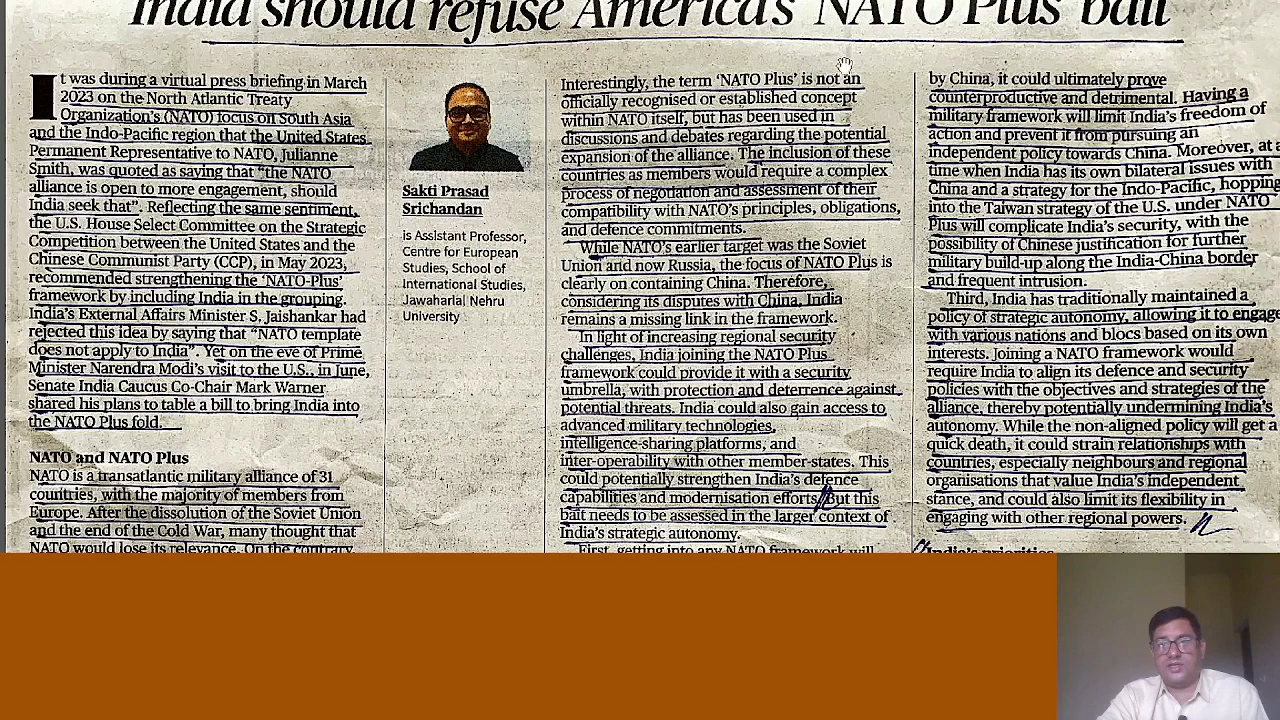 India should refuse America's 'NATO Plus' bait
It was during a virtual press briefing in March
2023 on the North Atlantic Treaty
Organization's (NATO) focus on South Asia
and the Indo-Pacific region that the United States
Permanent Representative to NATO, Julianne
Smith, was quoted as saying that "the NATO
alliance is open to more engagement, should
India seek that". Reflecting the same sentiment,
the U.S. House Select Committee on the Strategic
Competition between the United States and the
Chinese Communist Party (CCP), in May 2023,
recommended strengthening the 'NATO-Plus'
framework by including India in the grouping.
India's External Affairs Minister S. Jaishankar had
rejected this idea by saying that "NATO template
does not apply to India". Yet on the eve of Prime
Minister Narendra Modi's visit to the U.S., in June,
Senate India Caucus Co-Chair Mark Warner
shared his plans to table a bill to bring India into
the NATO Plus fold.
NATO and NATO Plus
NATO is a transatlantic military alliance of 31
countries, with the majority of members from
Europe. After the dissolution of the Soviet Union
and the end of the Cold War, many thought that
NATO would lose its relevance. On the contrary,
Sakti Prasad
Srichandan
is Assistant Professor,
Centre for European
Studies, School of
International Studies,
Jawaharlal Nehru
University
Interestingly, the term 'NATO Plus' is not an
officially recognised or established concept
within NATO itself, but has been used in
discussions and debates regarding the potential
expansion of the alliance. The inclusion of these
countries as members would require a complex
process of negotiation and assessment of their
compatibility with NATO's principles, obligations,
and defence commitments.
While NATO's earlier target was the Soviet
Union and now Russia, the focus of NATO Plus is
clearly on containing China. Therefore,
considering its disputes with China, India
remains a missing link in the framework.
In light of increasing regional security
challenges, India joining the NATO Plus
framework could provide it with a security
umbrella, with protection and deterrence against
potential threats. India could also gain access to
advanced military technologies,
intelligence-sharing platforms, and
inter-operability with other member-states. This
could potentially strengthen India's defence
capabilities and modernisation efforts. But this
bait needs to be assessed in the larger context of
India's strategic autonomy.
First, getting into any NATO framework will
by China, it could ultimately prove
counterproductive and detrimental. Having a
military framework will limit India's freedom of
action and prevent it from pursuing an
independent policy towards China. Moreover, at a
time when India has its own bilateral issues with
China and a strategy for the Indo-Pacific, hopping
into the Taiwan strategy of the U.S. under NATO
Plus will complicate India's security, with the
possibility of Chinese justification for further
military build-up along the India-China border
and frequent intrusion.
Third, India has traditionally maintained a
policy of strategic autonomy, allowing it to engage
with various nations and blocs based on its own
interests. Joining a NATO framework would
require India to align its defence and security
policies with the objectives and strategies of the
alliance, thereby potentially undermining India's
autonomy. While the non-aligned policy will get a
quick death, it could strain relationships with
countries, especially neighbours and regional
organisations that value India's independent
stance, and could also limit its flexibility in
engaging with other regional powers.
India's priorities